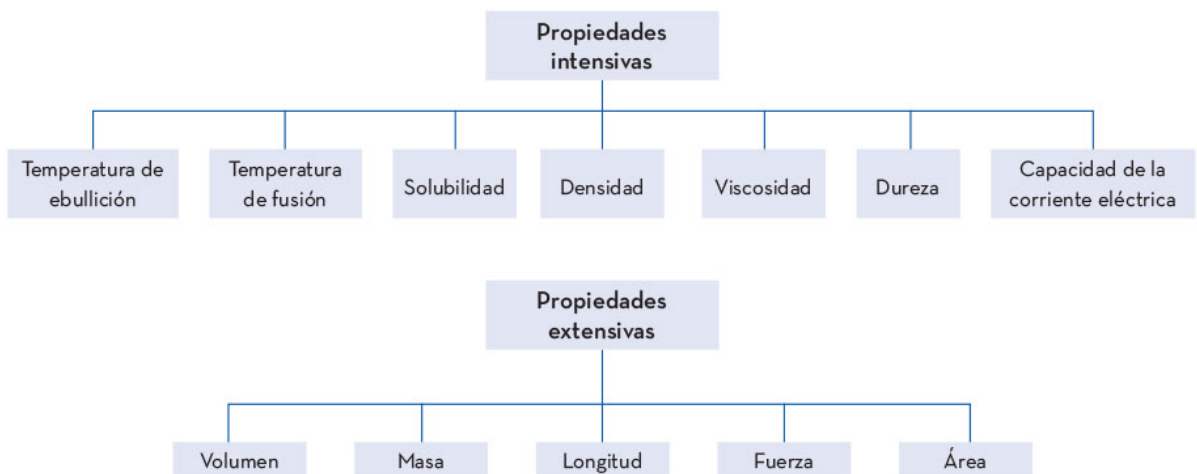 Propiedades
intensivas
Temperatura de
ebullición
Temperatura
de fusión
Solubilidad
Densidad
Viscosidad
Dureza
Capacidad de la
corriente eléctrica
Propiedades
extensivas
Volumen
Masa
Longitud
Fuerza
Área